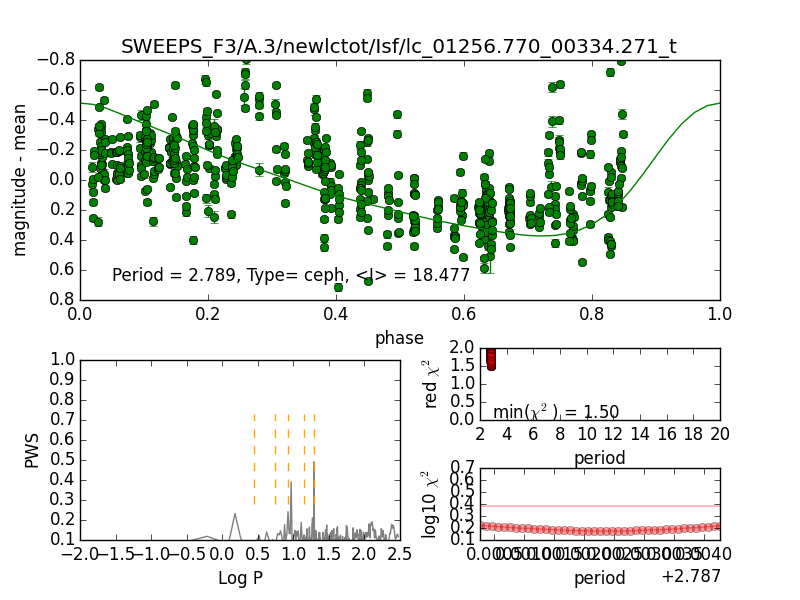 SWEEPS_F3/A.3/newlctot/Isf/lc_01256.770_00334.271_t
magnitude - mean
−0.8
−0.6
−0.4
−0.2
0.0
0.2
0.4
0.6
0.8
Period = 2.789, Type= ceph, <I> = 18.477
0.0 0.2 0.4 0.6 0.8 1.0
phase
PWS
1.0
0.9
0.8
0.7
0.6
0.5
0.4
0.3
0.2
0.1
−2.0 −1.5 −1.0 −0.5 0.0 0.5 1.0 1.5 2.0 2.5
Log P
red χ²
2.0
1.5
1.0
0.5
0.0
min(χ²) = 1.50
2 4 6 8 10 12 14 16 18 20
period
log10 χ²
0.7
0.6
0.5
0.4
0.3
0.2
0.1
period
+2.787